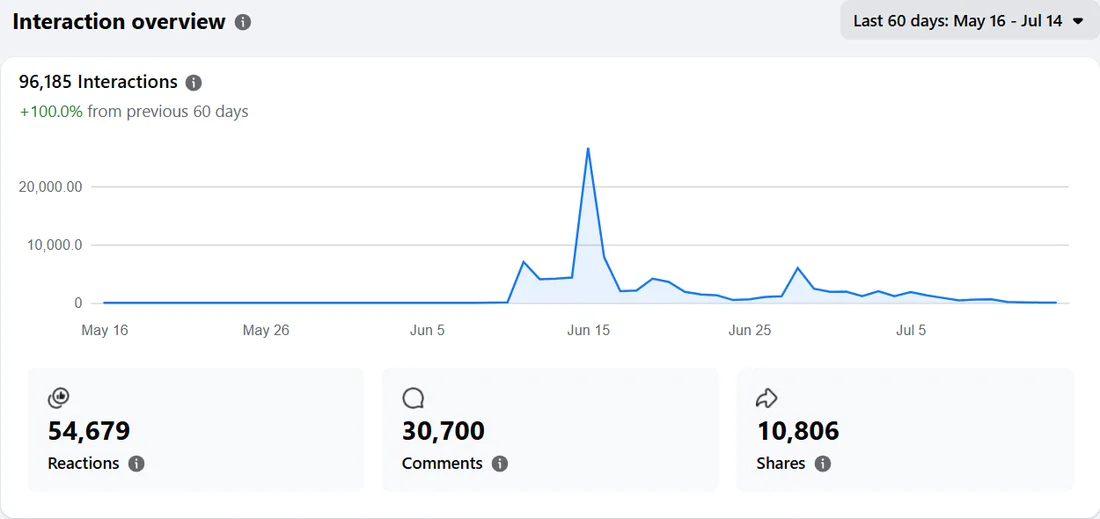 Interaction overview
Last 60 days: May 16 - Jul 14
96,185 Interactions
+100.0% from previous 60 days
20,000.00
10,000.0
0
May 16 May 26 Jun 5 Jun 15 Jun 25 Jul 5
54,679 30,700 10,806
Reactions Comments Shares